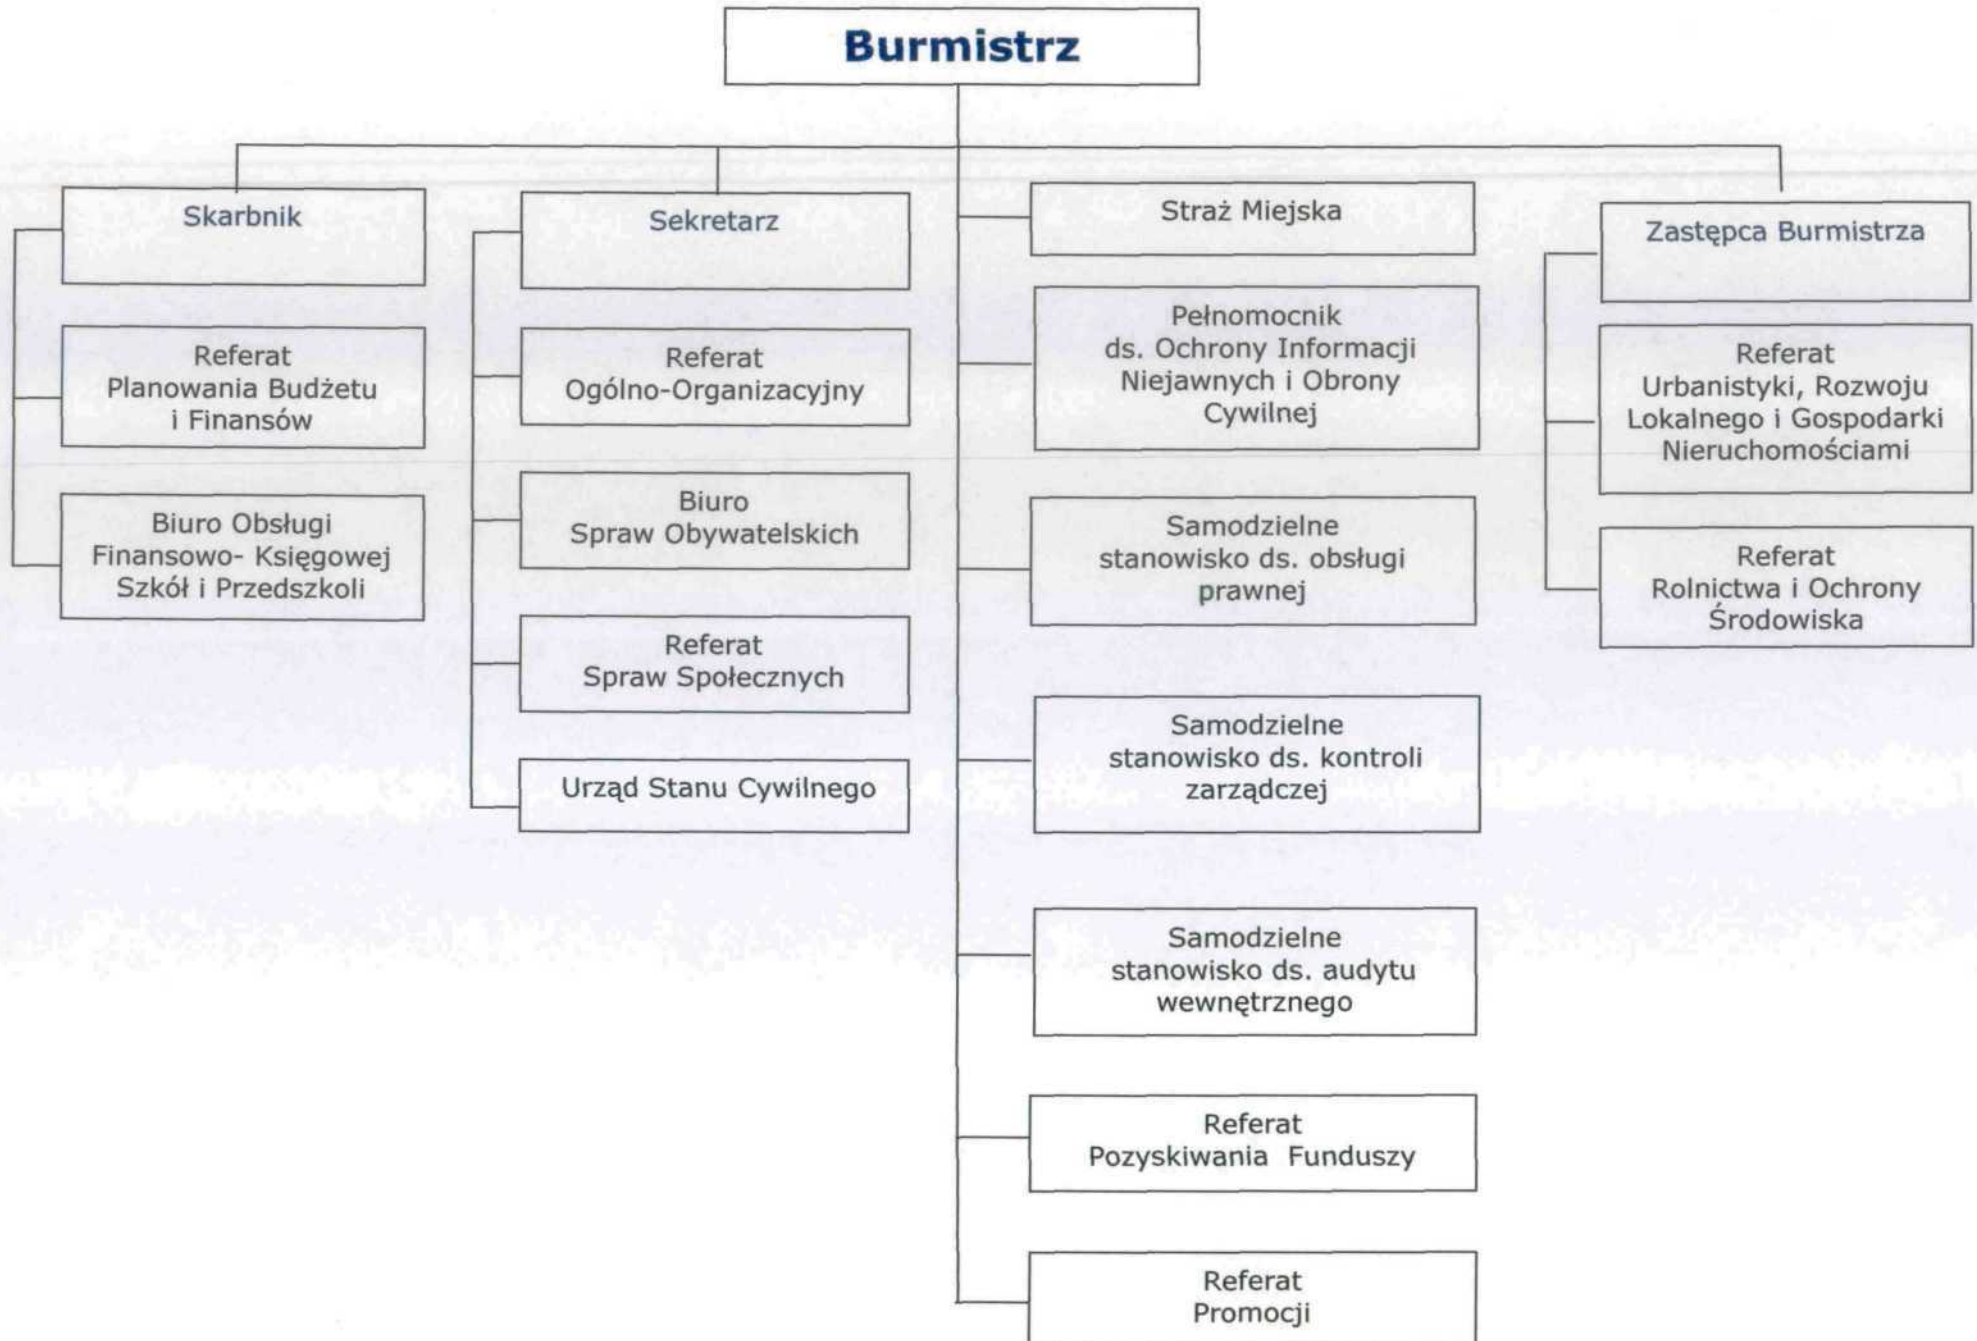 Burmistrz
Skarbnik
Referat
Planowania Budżetu
i Finansów
Biuro Obsługi
Finansowo- Księgowej
Szkół i Przedszkoli
Sekretarz
Referat
Ogólno-Organizacyjny
Biuro
Spraw Obywatelskich
Referat
Spraw Społecznych
Urząd Stanu Cywilnego
Straż Miejska
Pełnomocnik
ds. Ochrony Informacji
Niejawnych i Obrony
Cywilnej
Samodzielne
stanowisko ds. obsługi
prawnej
Samodzielne
stanowisko ds. kontroli
zarządczej
Samodzielne
stanowisko ds. audytu
wewnętrznego
Referat
Pozyskiwania Funduszy
Referat
Promocji
Zastępca Burmistrza
Referat
Urbanistyki, Rozwoju
Lokalnego i Gospodarki
Nieruchomościami
Referat
Rolnictwa i Ochrony
Środowiska